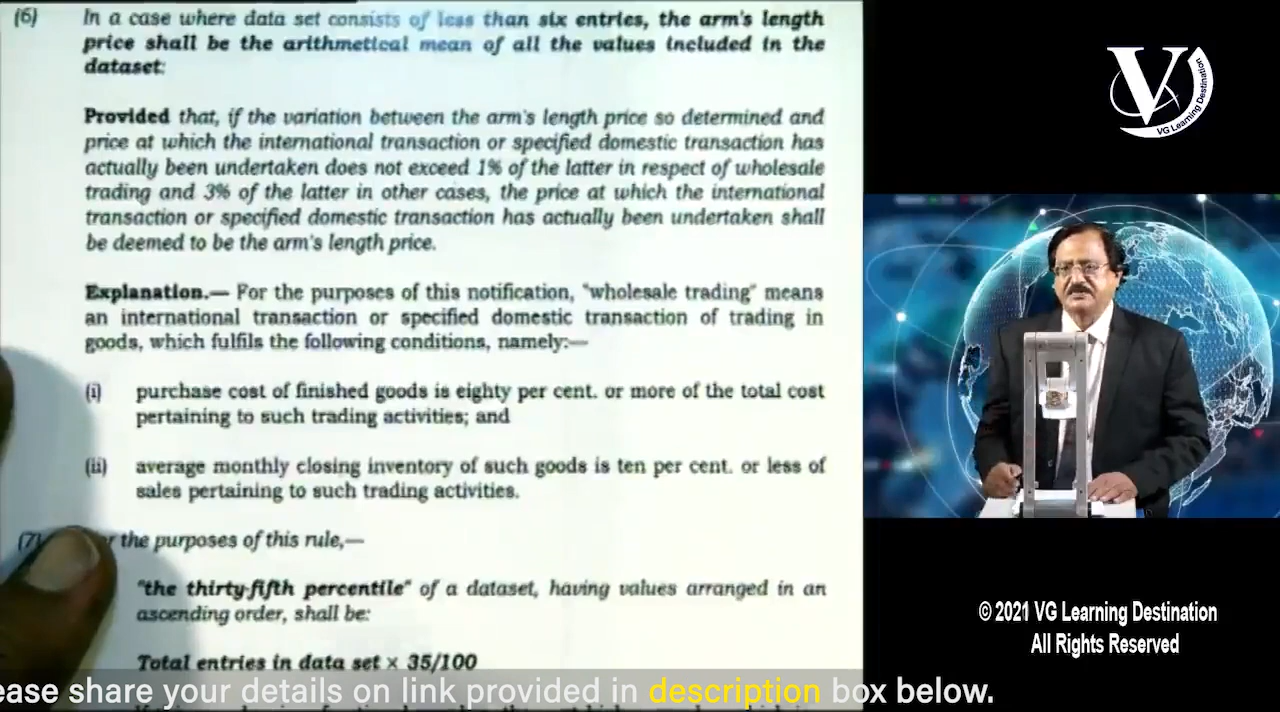 (6) In a case where data set consists of less than six entries, the arm's length
price shall be the arithmetical mean of all the values included in the
dataset:
Provided that, if the variation between the arm's length price so determined and
price at which the international transaction or specified domestic transaction has
actually been undertaken does not exceed 1% of the latter in respect of wholesale
trading and 3% of the latter in other cases, the price at which the international
transaction or specified domestic transaction has actually been undertaken shall
be deemed to be the arm's length price.
Explanation.— For the purposes of this notification, "wholesale trading" means
an international transaction or specified domestic transaction of trading in
goods, which fulfils the following conditions, namely:—
(i) purchase cost of finished goods is eighty per cent. or more of the total cost
pertaining to such trading activities; and
(ii) average monthly closing inventory of such goods is ten per cent. or less of
sales pertaining to such trading activities.
(7) the purposes of this rule,—
"the thirty-fifth percentile" of a dataset, having values arranged in an
ascending order, shall be:
Total entries in data set × 35/100
ease share your details on link provided in description box below.
V
VG Learning Destination
© 2021 VG Learning Destination
All Rights Reserved